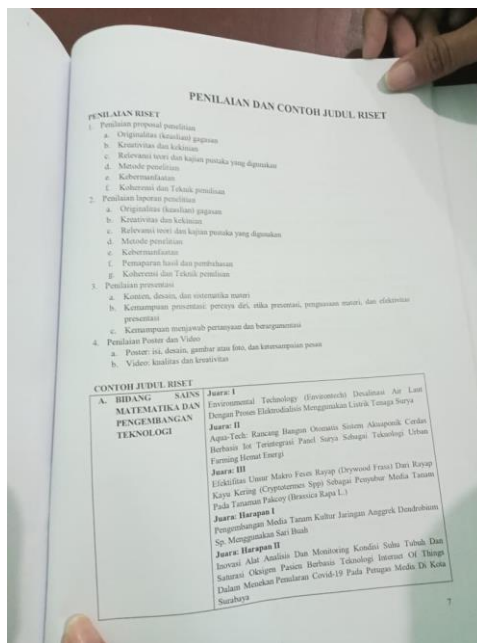 PENILAIAN DAN CONTOH JUDUL RISET
PENILAIAN RISET
1. Penilaian proposal penelitian
a. Originalitas (keaslian) gagasan
b. Kreativitas dan kekinian
c. Relevansi teori dan kajian pustaka yang digunakan
d. Metode penelitian
e. Kebermanfaatan
f. Koherensi dan Teknik penulisan
2. Penilaian laporan penelitian
a. Originalitas (keaslian) gagasan
b. Kreativitas dan kekinian
c. Relevansi teori dan kajian pustaka yang digunakan
d. Metode penelitian
e. Kebermanfaatan
f. Pemaparan hasil dan pembahasan
g. Koherensi dan Teknik penulisan
3. Penilaian presentasi
a. Konten, desain, dan sistematika materi
b. Kemampuan presentasi: percaya diri, etika presentasi, penguasaan materi, dan efektivitas
presentasi
c. Kemampuan menjawab pertanyaan dan berargumentasi
4. Penilaian Poster dan Video
a. Poster: isi, desain, gambar atau foto, dan ketersampaian pesan
b. Video: kualitas dan kreativitas
CONTOH JUDUL RISET
A. BIDANG SAINS
MATEMATIKA DAN
PENGEMBANGAN
TEKNOLOGI
Juara: I
Environmental Technology (Environtech) Desalinasi Air Laut
Dengan Proses Elektrodialisis Menggunakan Listrik Tenaga Surya
Juara: II
Aqua-Tech: Rancang Bangun Otomatis Sistem Akuaponik Cerdas
Berbasis Iot Terintegrasi Panel Surya Sebagai Teknologi Urban
Farming Hemat Energi
Juara: III
Efektifitas Unsur Makro Feses Rayap (Drywood Frass) Dari Rayap
Kayu Kering (Cryptotermes Spp) Sebagai Penyubur Media Tanam
Pada Tanaman Pakcoy (Brassica Rapa L.)
Juara: Harapan I
Pengembangan Media Tanam Kultur Jaringan Anggrek Dendrobium
Sp. Menggunakan Sari Buah
Juara: Harapan II
Inovasi Alat Analisis Dan Monitoring Kondisi Suhu Tubuh Dan
Saturasi Oksigen Pasien Berbasis Teknologi Internet Of Things
Dalam Menekan Penularan Covid-19 Pada Petugas Medis Di Kota
Surabaya
7